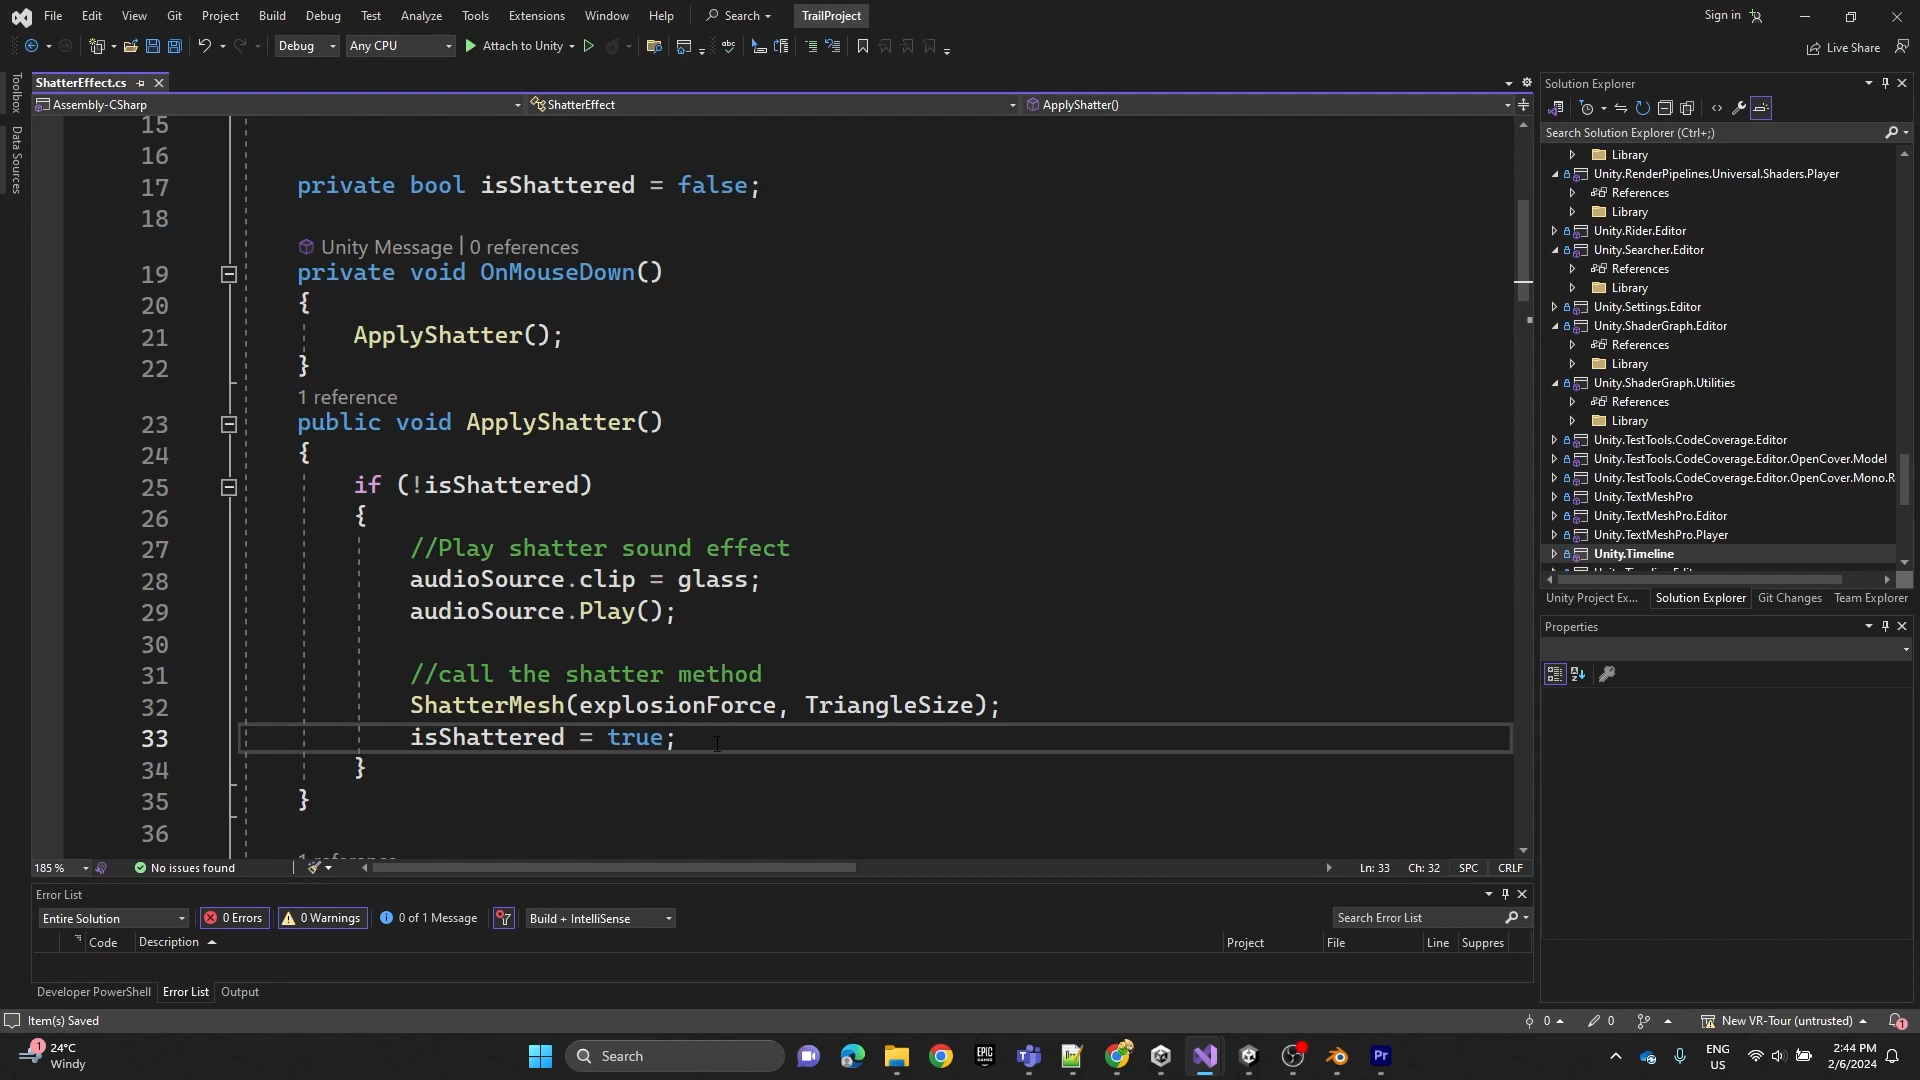 File Edit View Git Project Build Debug Test Analyze Tools Extensions Window Help Search TrailProject Sign in
Debug Any CPU Attach to Unity Live Share
Toolbox
Data Sources
ShatterEffect.cs
Assembly-CSharp ShatterEffect ApplyShatter()
15
16
17 private bool isShattered = false;
18
Unity Message | 0 references
19 private void OnMouseDown()
20 {
21 ApplyShatter();
22 }
1 reference
23 public void ApplyShatter()
24 {
25 if (!isShattered)
26 {
27 //Play shatter sound effect
28 audioSource.clip = glass;
29 audioSource.Play();
30
31 //call the shatter method
32 ShatterMesh(explosionForce, TriangleSize);
33 isShattered = true;
34 }
35 }
36
185 % No issues found Ln: 33 Ch: 32 SPC CRLF
Error List
Entire Solution 0 Errors 0 Warnings 0 of 1 Message Build + IntelliSense Search Error List
Code Description Project File Line Suppres
Developer PowerShell Error List Output
Solution Explorer
Search Solution Explorer (Ctrl+;)
Library
Unity.RenderPipelines.Universal.Shaders.Player
References
Library
Unity.Rider.Editor
Unity.Searcher.Editor
References
Library
Unity.Settings.Editor
Unity.ShaderGraph.Editor
References
Library
Unity.ShaderGraph.Utilities
References
Library
Unity.TestTools.CodeCoverage.Editor
Unity.TestTools.CodeCoverage.Editor.OpenCover.Model
Unity.TestTools.CodeCoverage.Editor.OpenCover.Mono.R
Unity.TextMeshPro
Unity.TextMeshPro.Editor
Unity.TextMeshPro.Player
Unity.Timeline
Unity Project Ex... Solution Explorer Git Changes Team Explorer
Properties
Item(s) Saved 0 0 New VR-Tour (untrusted) 1
1 24°C
Windy
Search
EPIC GAMES
Pr
ENG
US
2:44 PM
2/6/2024